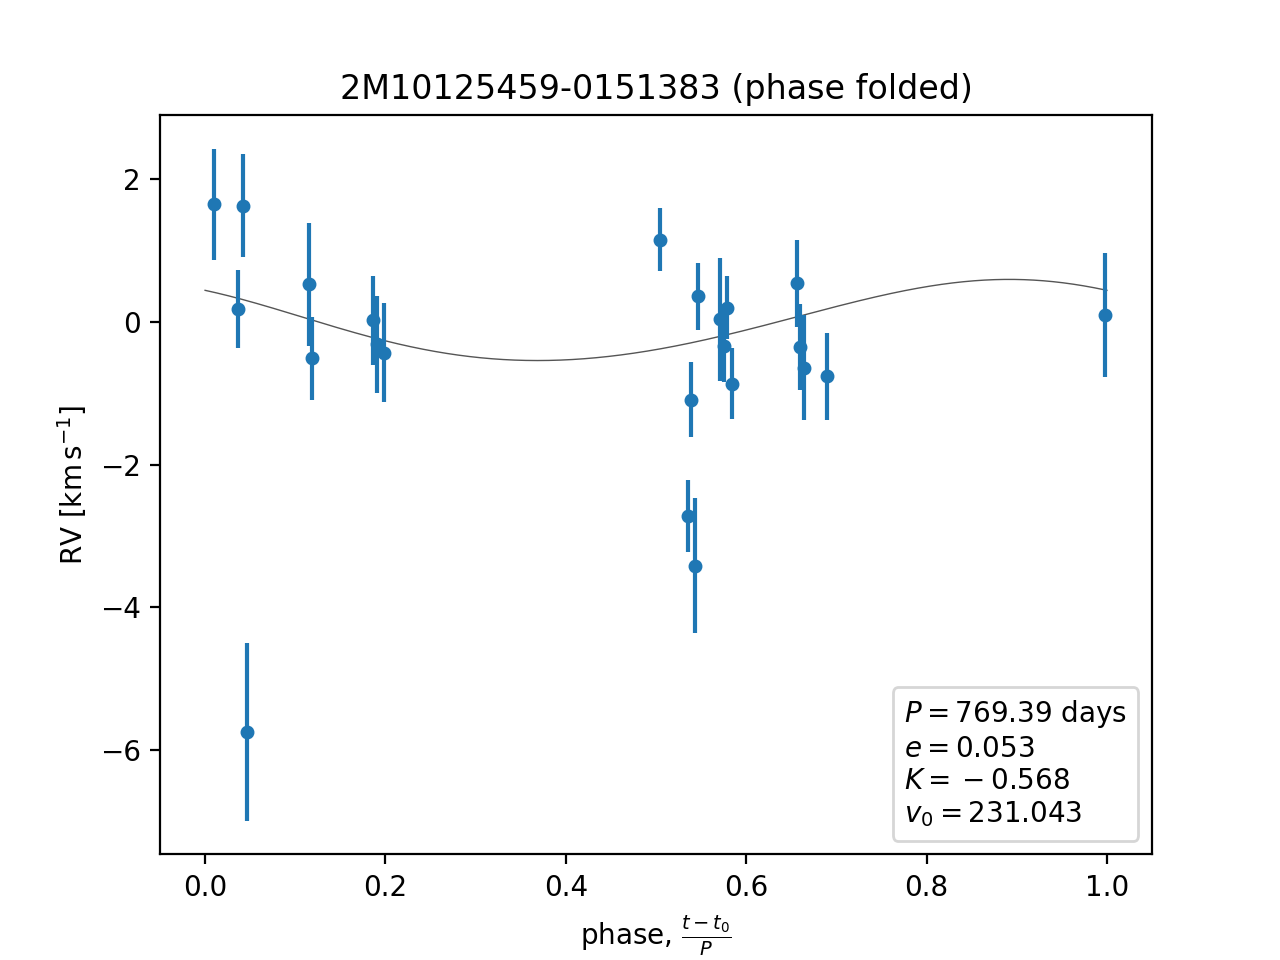 2M10125459-0151383 (phase folded)
2
0
−2
−4
−6
RV [km s⁻¹]
0.0 0.2 0.4 0.6 0.8 1.0
phase, (t − t₀)/P
P = 769.39 days
e = 0.053
K = −0.568
v₀ = 231.043